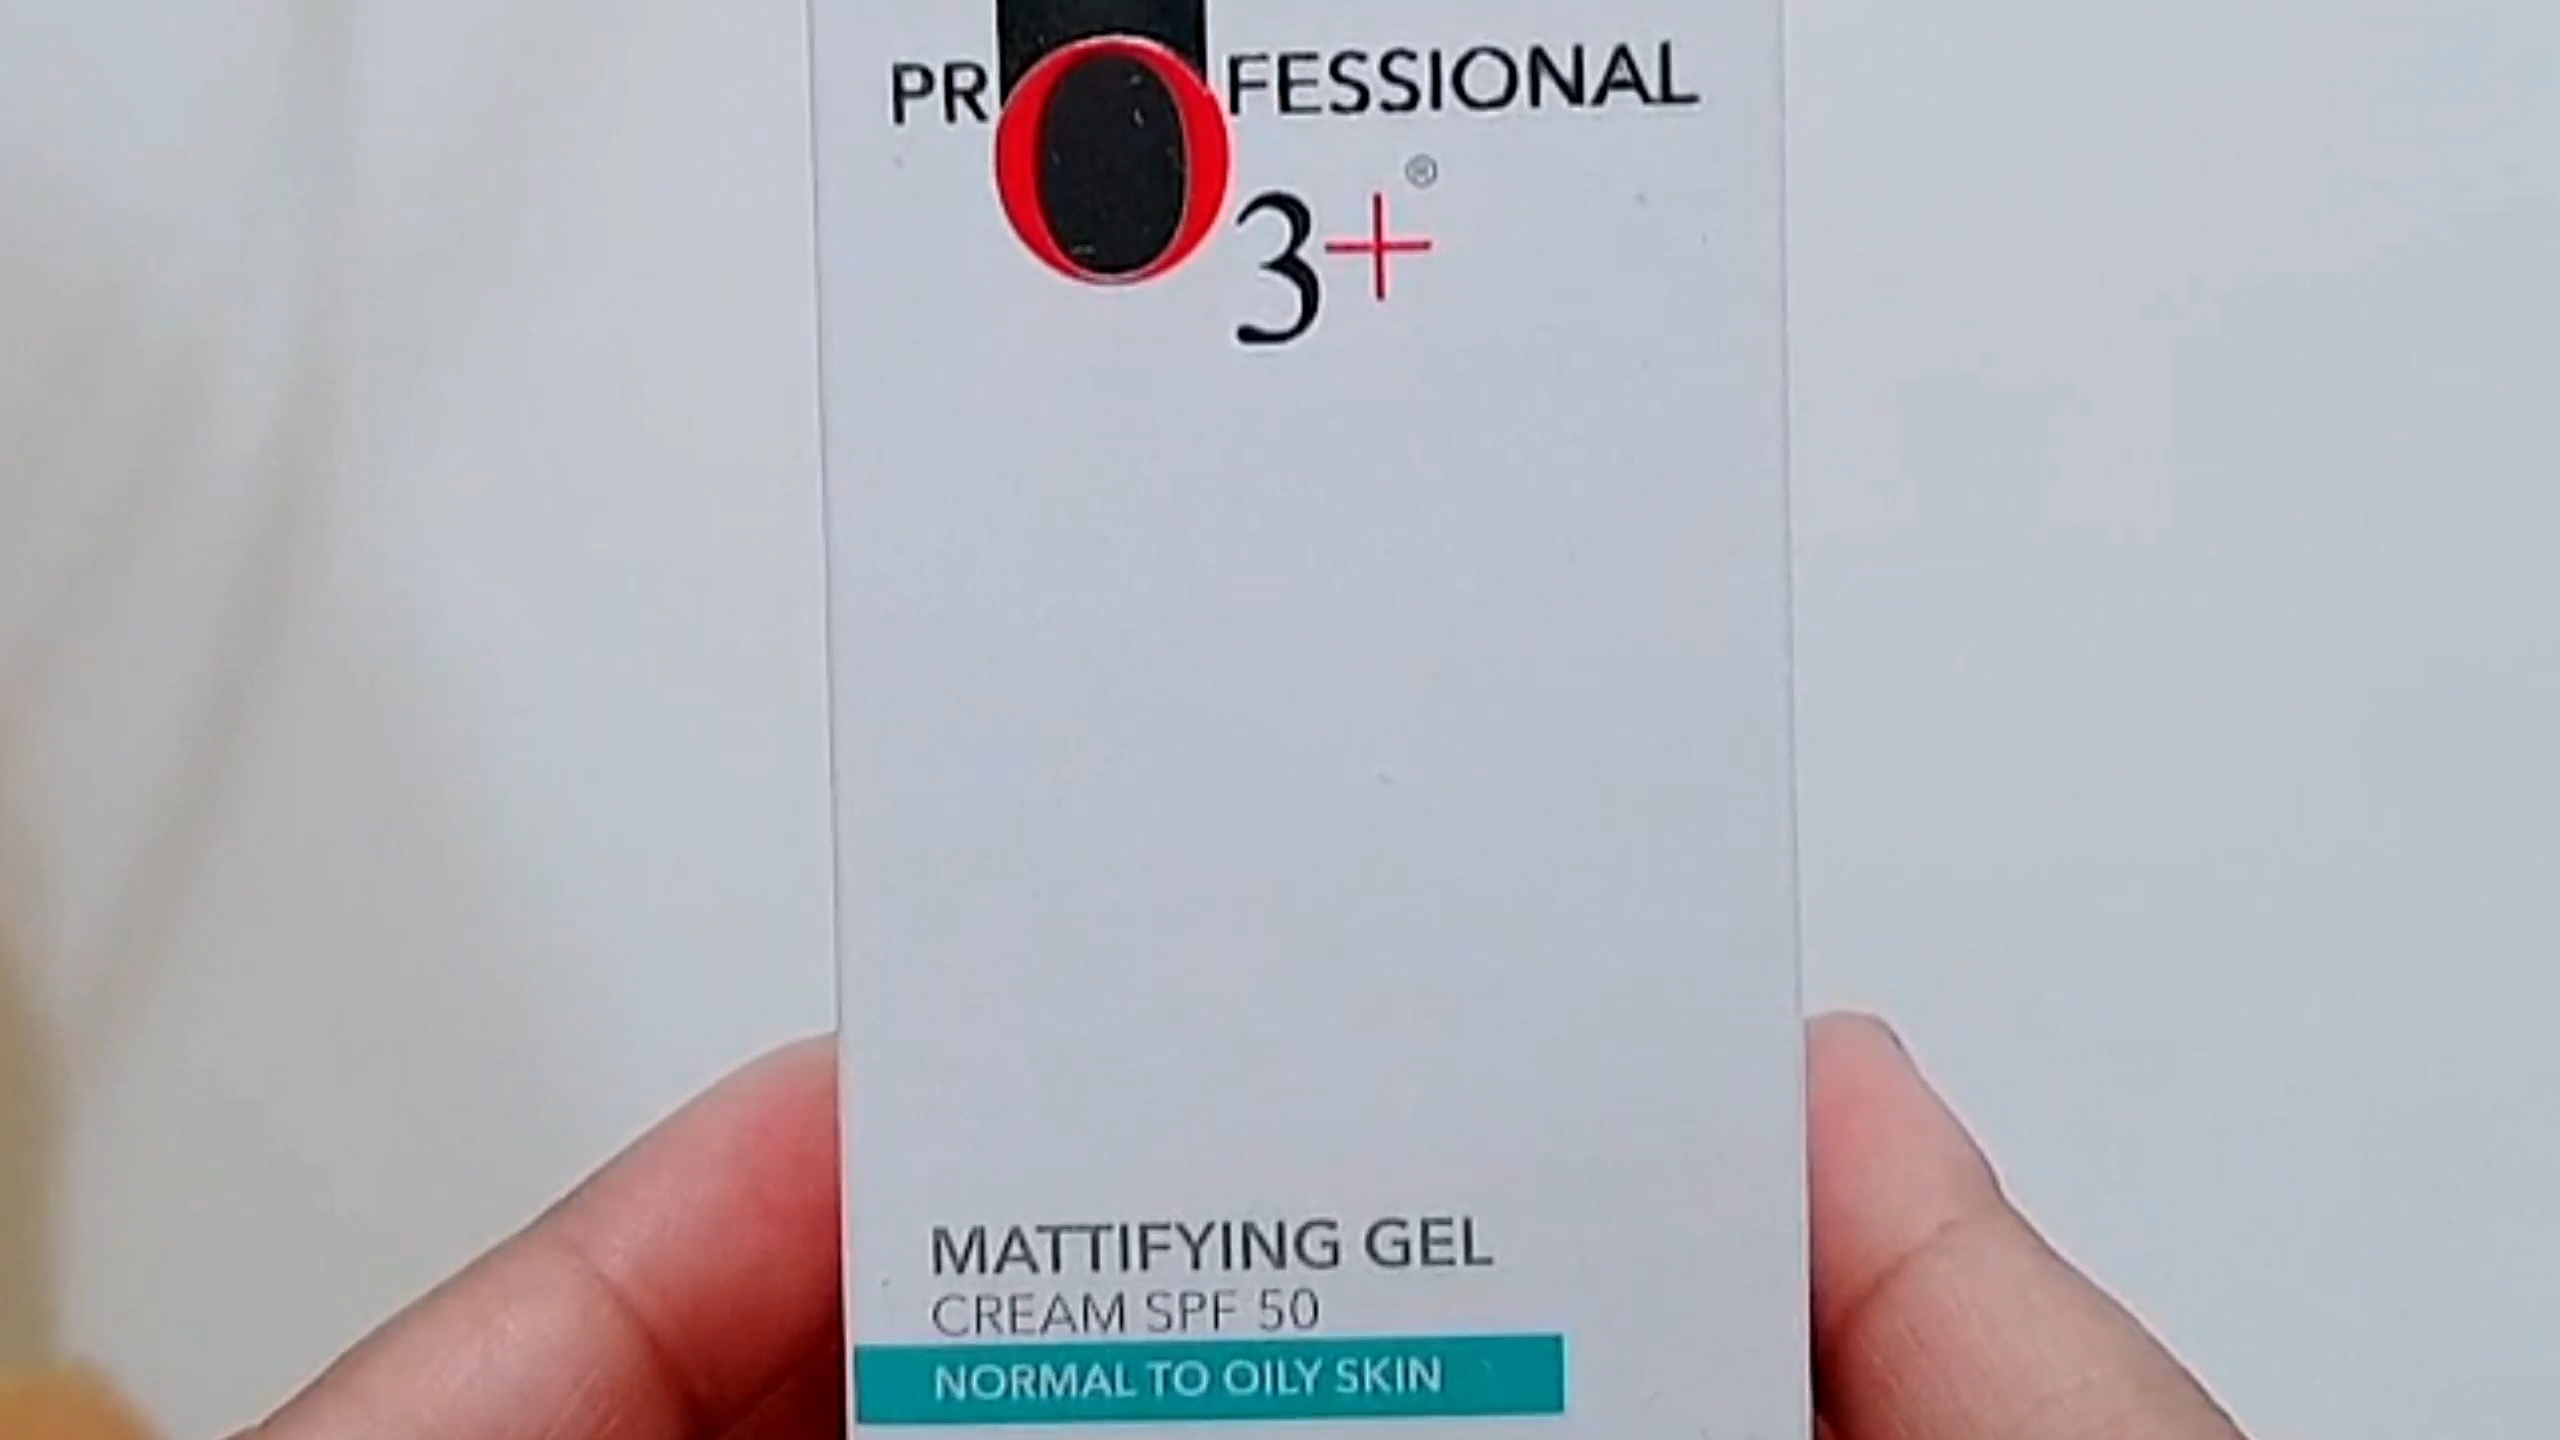 PROFESSIONAL
O3+®
MATTIFYING GEL
CREAM SPF 50
NORMAL TO OILY SKIN